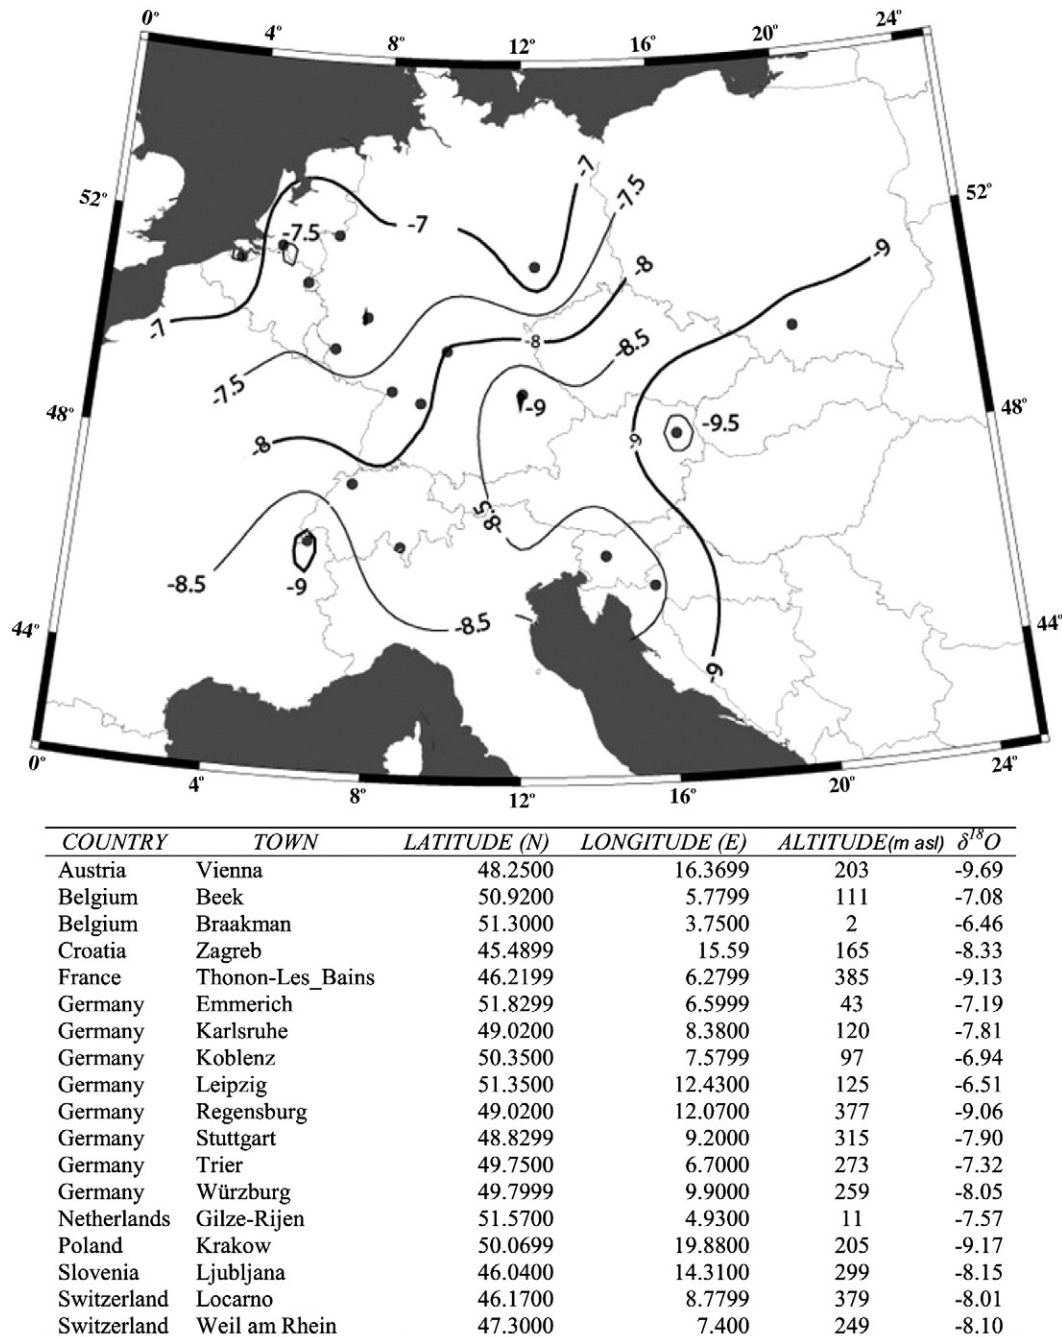 0° 4° 8° 12° 16° 20° 24°
52° 52°
-7
-7.5
-7.5
-7
-8
-9
-7
-8
-8.5
-7.5
-9
-9.5
48° 48°
-8
-9
-8.5
-8.5
-9
-8.5
44° 44°
-9
0° 4° 8° 12° 16° 20° 24°
COUNTRY TOWN LATITUDE (N) LONGITUDE (E) ALTITUDE(m asl) δ¹⁸O
Austria Vienna 48.2500 16.3699 203 -9.69
Belgium Beek 50.9200 5.7799 111 -7.08
Belgium Braakman 51.3000 3.7500 2 -6.46
Croatia Zagreb 45.4899 15.59 165 -8.33
France Thonon-Les_Bains 46.2199 6.2799 385 -9.13
Germany Emmerich 51.8299 6.5999 43 -7.19
Germany Karlsruhe 49.0200 8.3800 120 -7.81
Germany Koblenz 50.3500 7.5799 97 -6.94
Germany Leipzig 51.3500 12.4300 125 -6.51
Germany Regensburg 49.0200 12.0700 377 -9.06
Germany Stuttgart 48.8299 9.2000 315 -7.90
Germany Trier 49.7500 6.7000 273 -7.32
Germany Würzburg 49.7999 9.9000 259 -8.05
Netherlands Gilze-Rijen 51.5700 4.9300 11 -7.57
Poland Krakow 50.0699 19.8800 205 -9.17
Slovenia Ljubljana 46.0400 14.3100 299 -8.15
Switzerland Locarno 46.1700 8.7799 379 -8.01
Switzerland Weil am Rhein 47.3000 7.400 249 -8.10